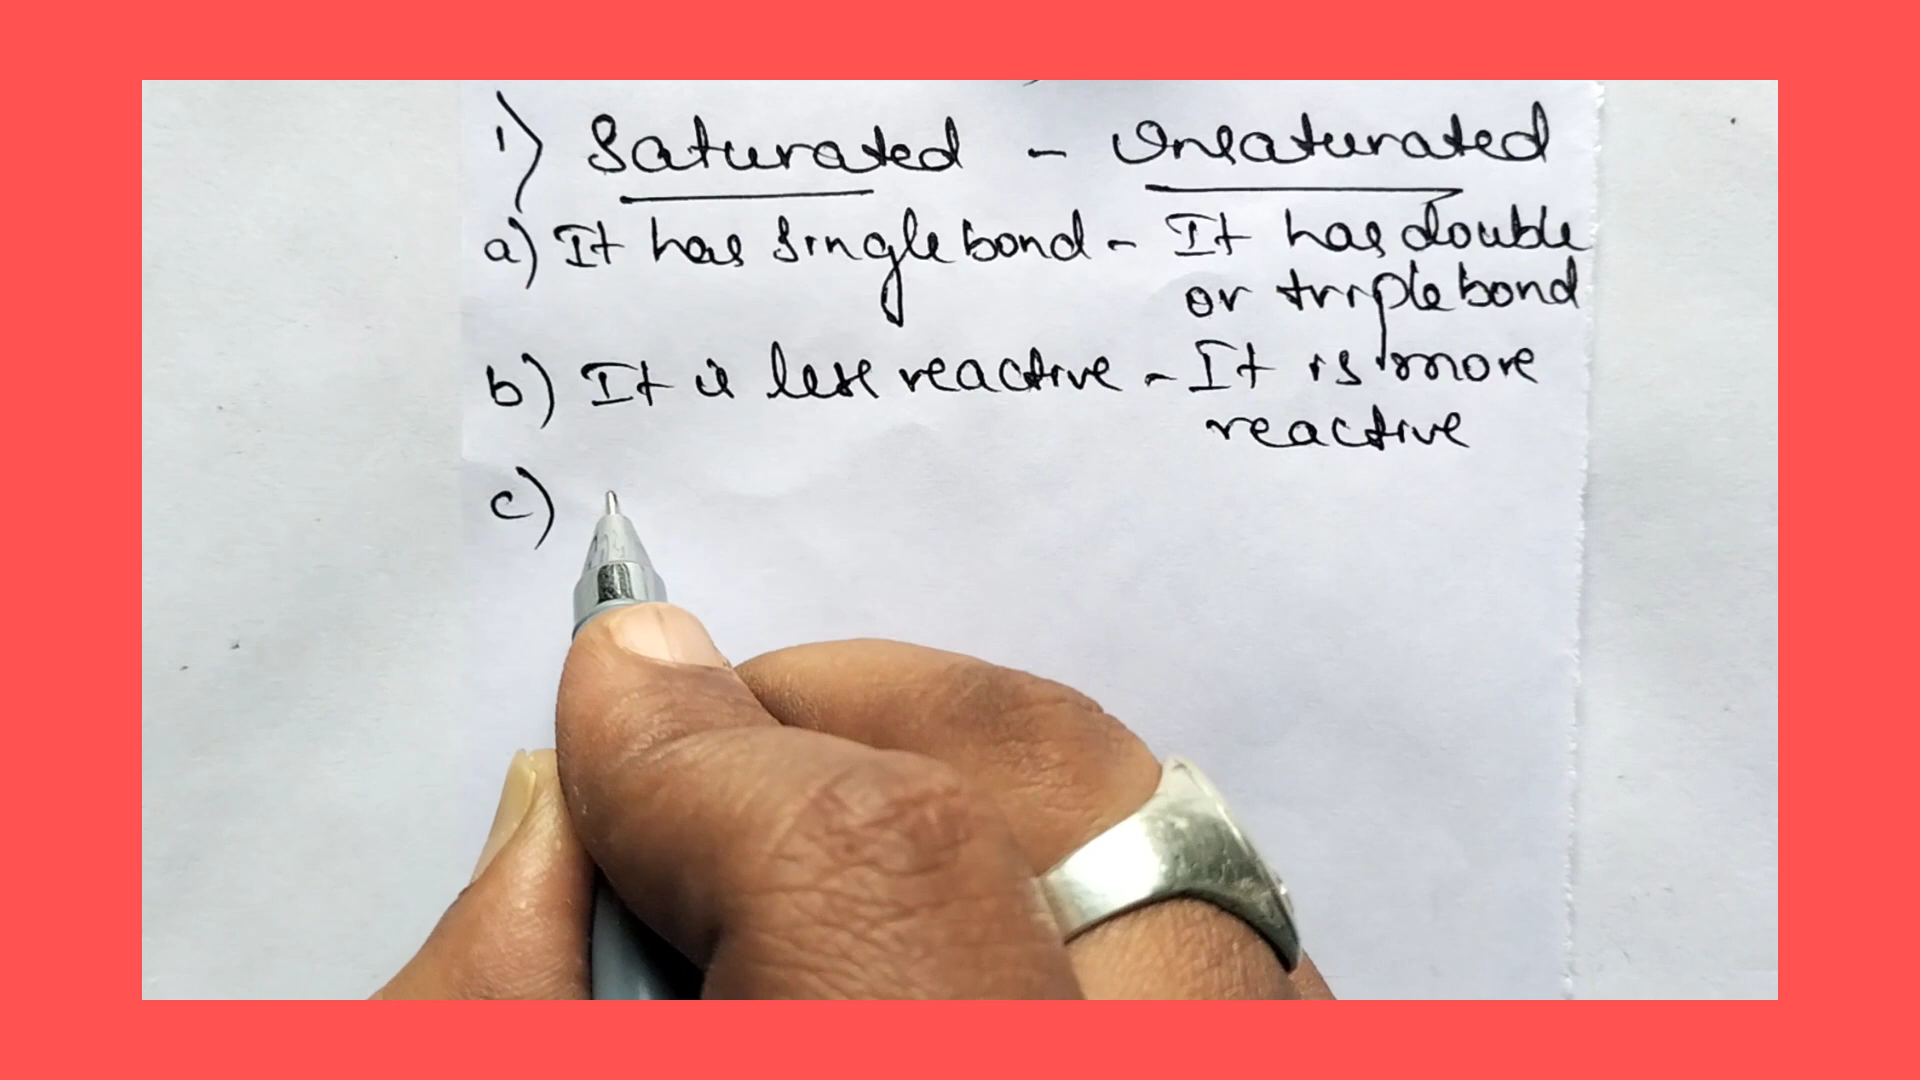 1) Saturated - Unsaturated
a) It has single bond - It has double
or triple bond
b) It is less reactive - It is more
reactive
c)